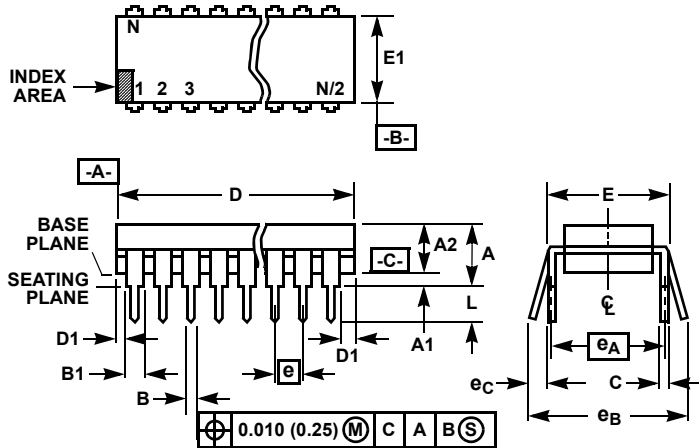 N
E1
INDEX
AREA
1 2 3 N/2
-B-
-A-
D
E
BASE
PLANE
A2
A
-C-
SEATING
PLANE
L
C
L
D1
A1
D1
eA
B1
e
eC
C
B
eB
0.010 (0.25) M C A B S